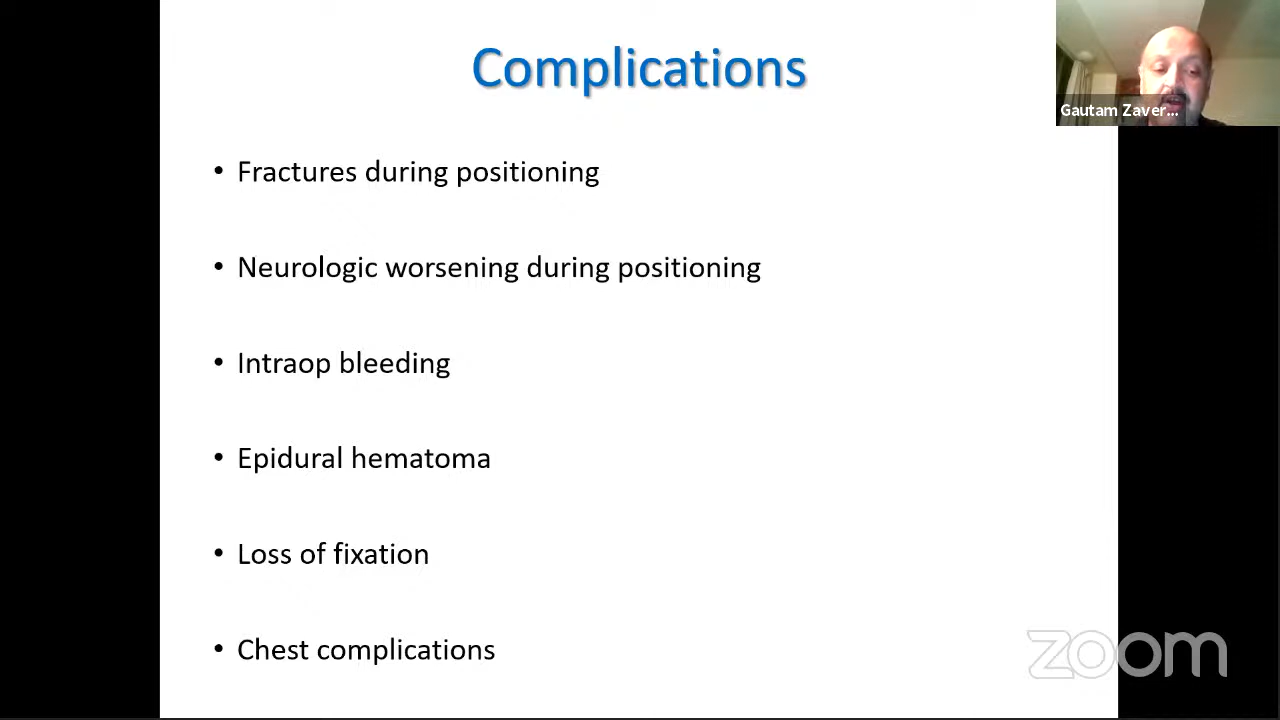 Complications
Gautam Zaver...
• Fractures during positioning
• Neurologic worsening during positioning
• Intraop bleeding
• Epidural hematoma
• Loss of fixation
• Chest complications
zoom